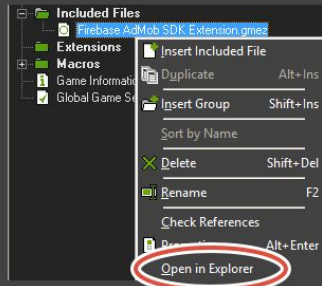 Included Files
Firebase AdMob SDK Extension.gmez
Extensions
Macros
Game Informatio
Global Game Se
Insert Included File
Duplicate Alt+Ins
Insert Group Shift+Ins
Sort by Name
Delete Shift+Del
Rename F2
Check References
Alt+Enter
Open in Explorer